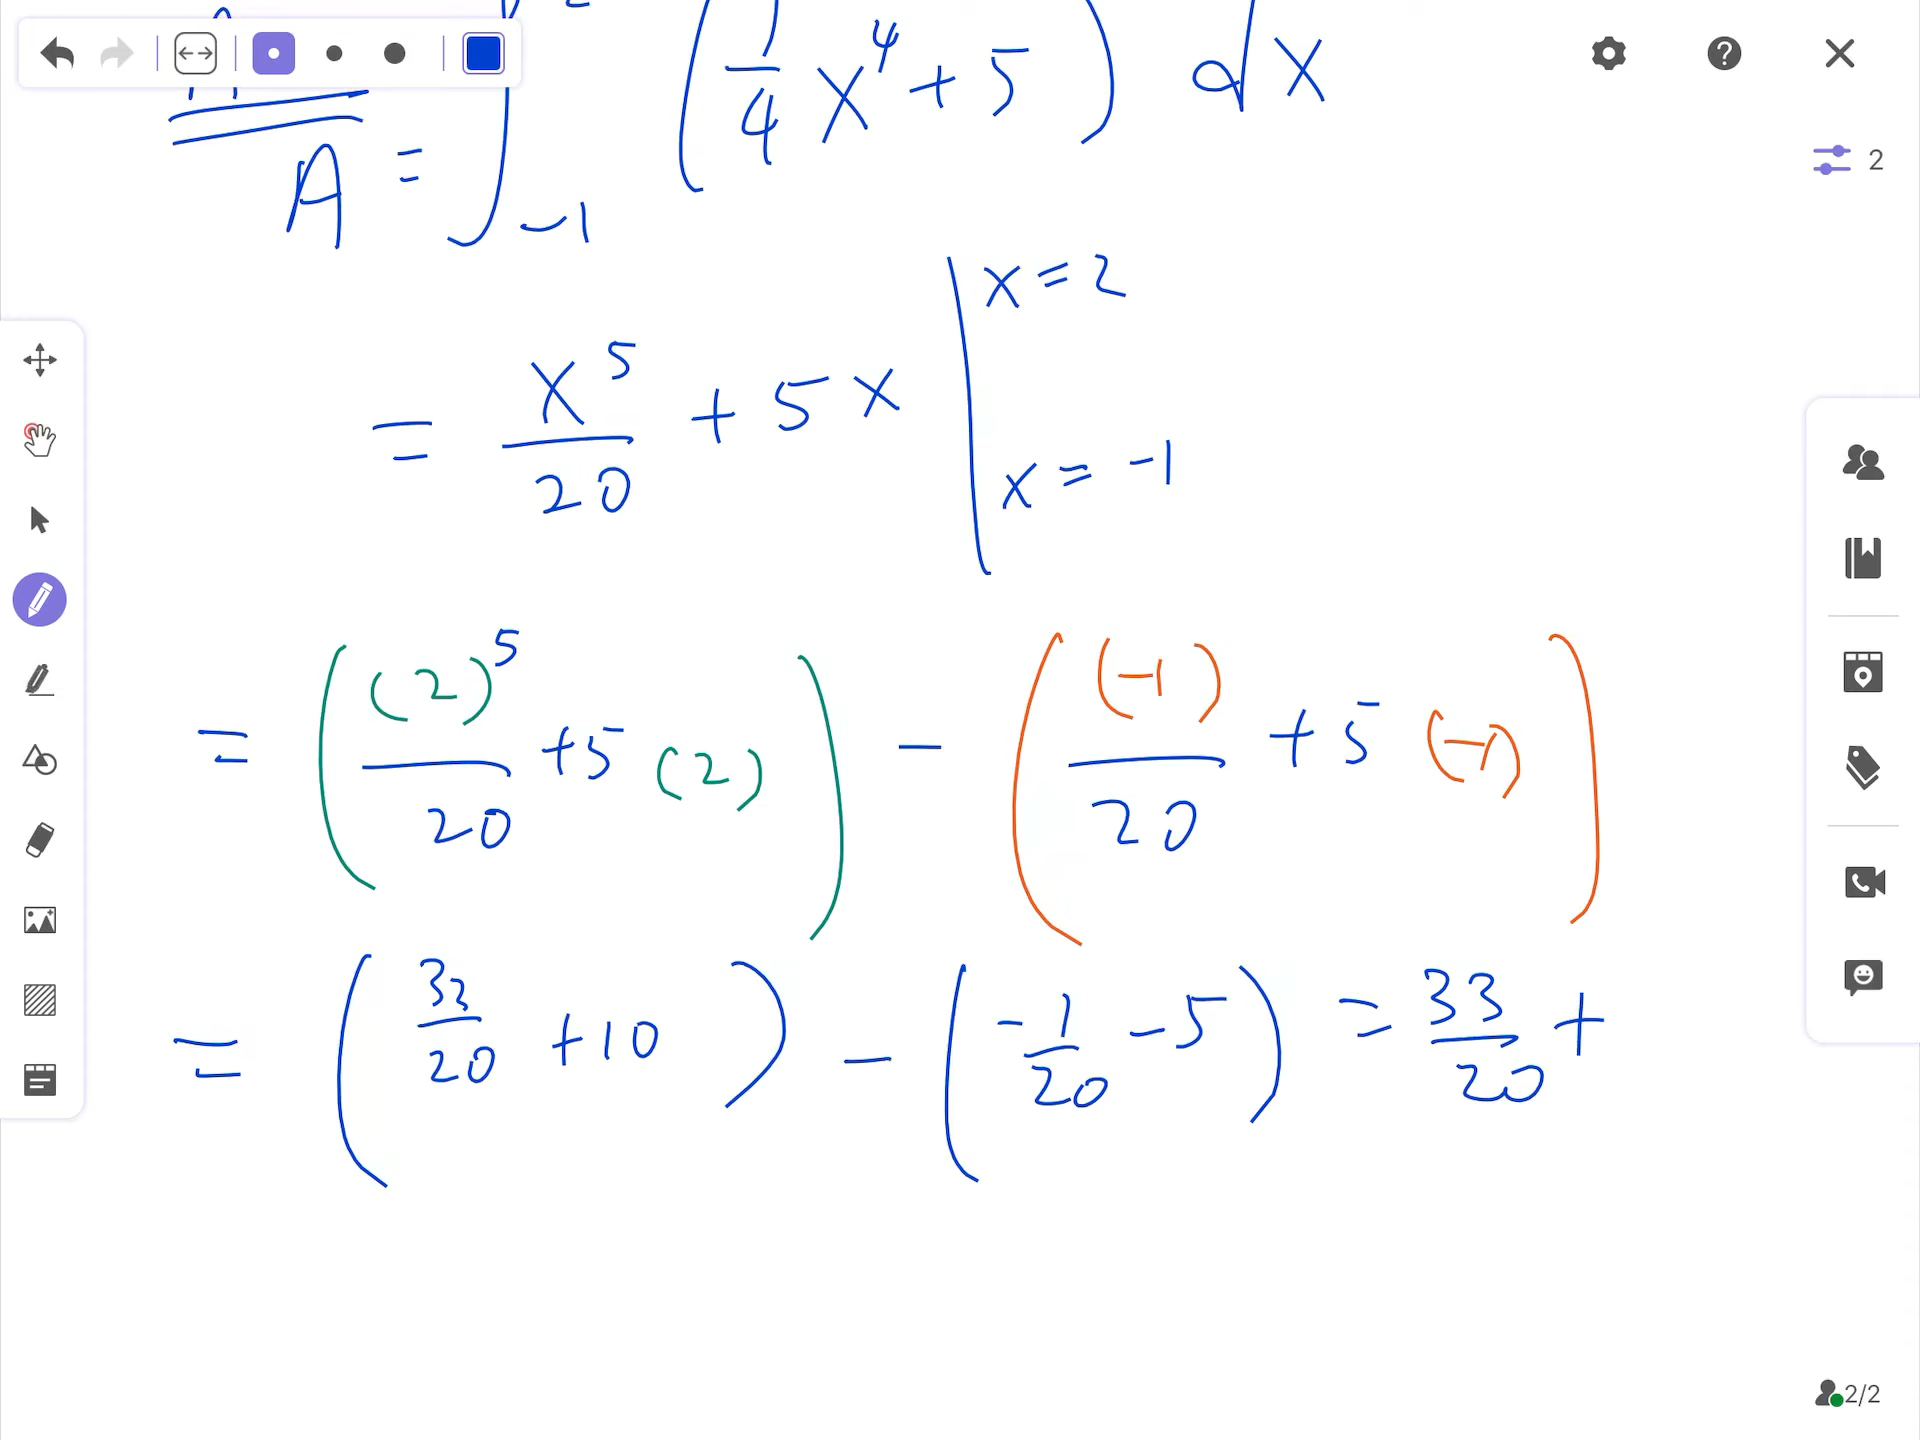 A = ∫_{-1} (1/4 x^4 + 5) dx
2
= x^5/20 + 5x | x = 2
x = -1
= ((2)^5/20 + 5(2)) - ((-1)/20 + 5(-1))
= (32/20 + 10) - (-1/20 - 5) = 33/20 +
2/2